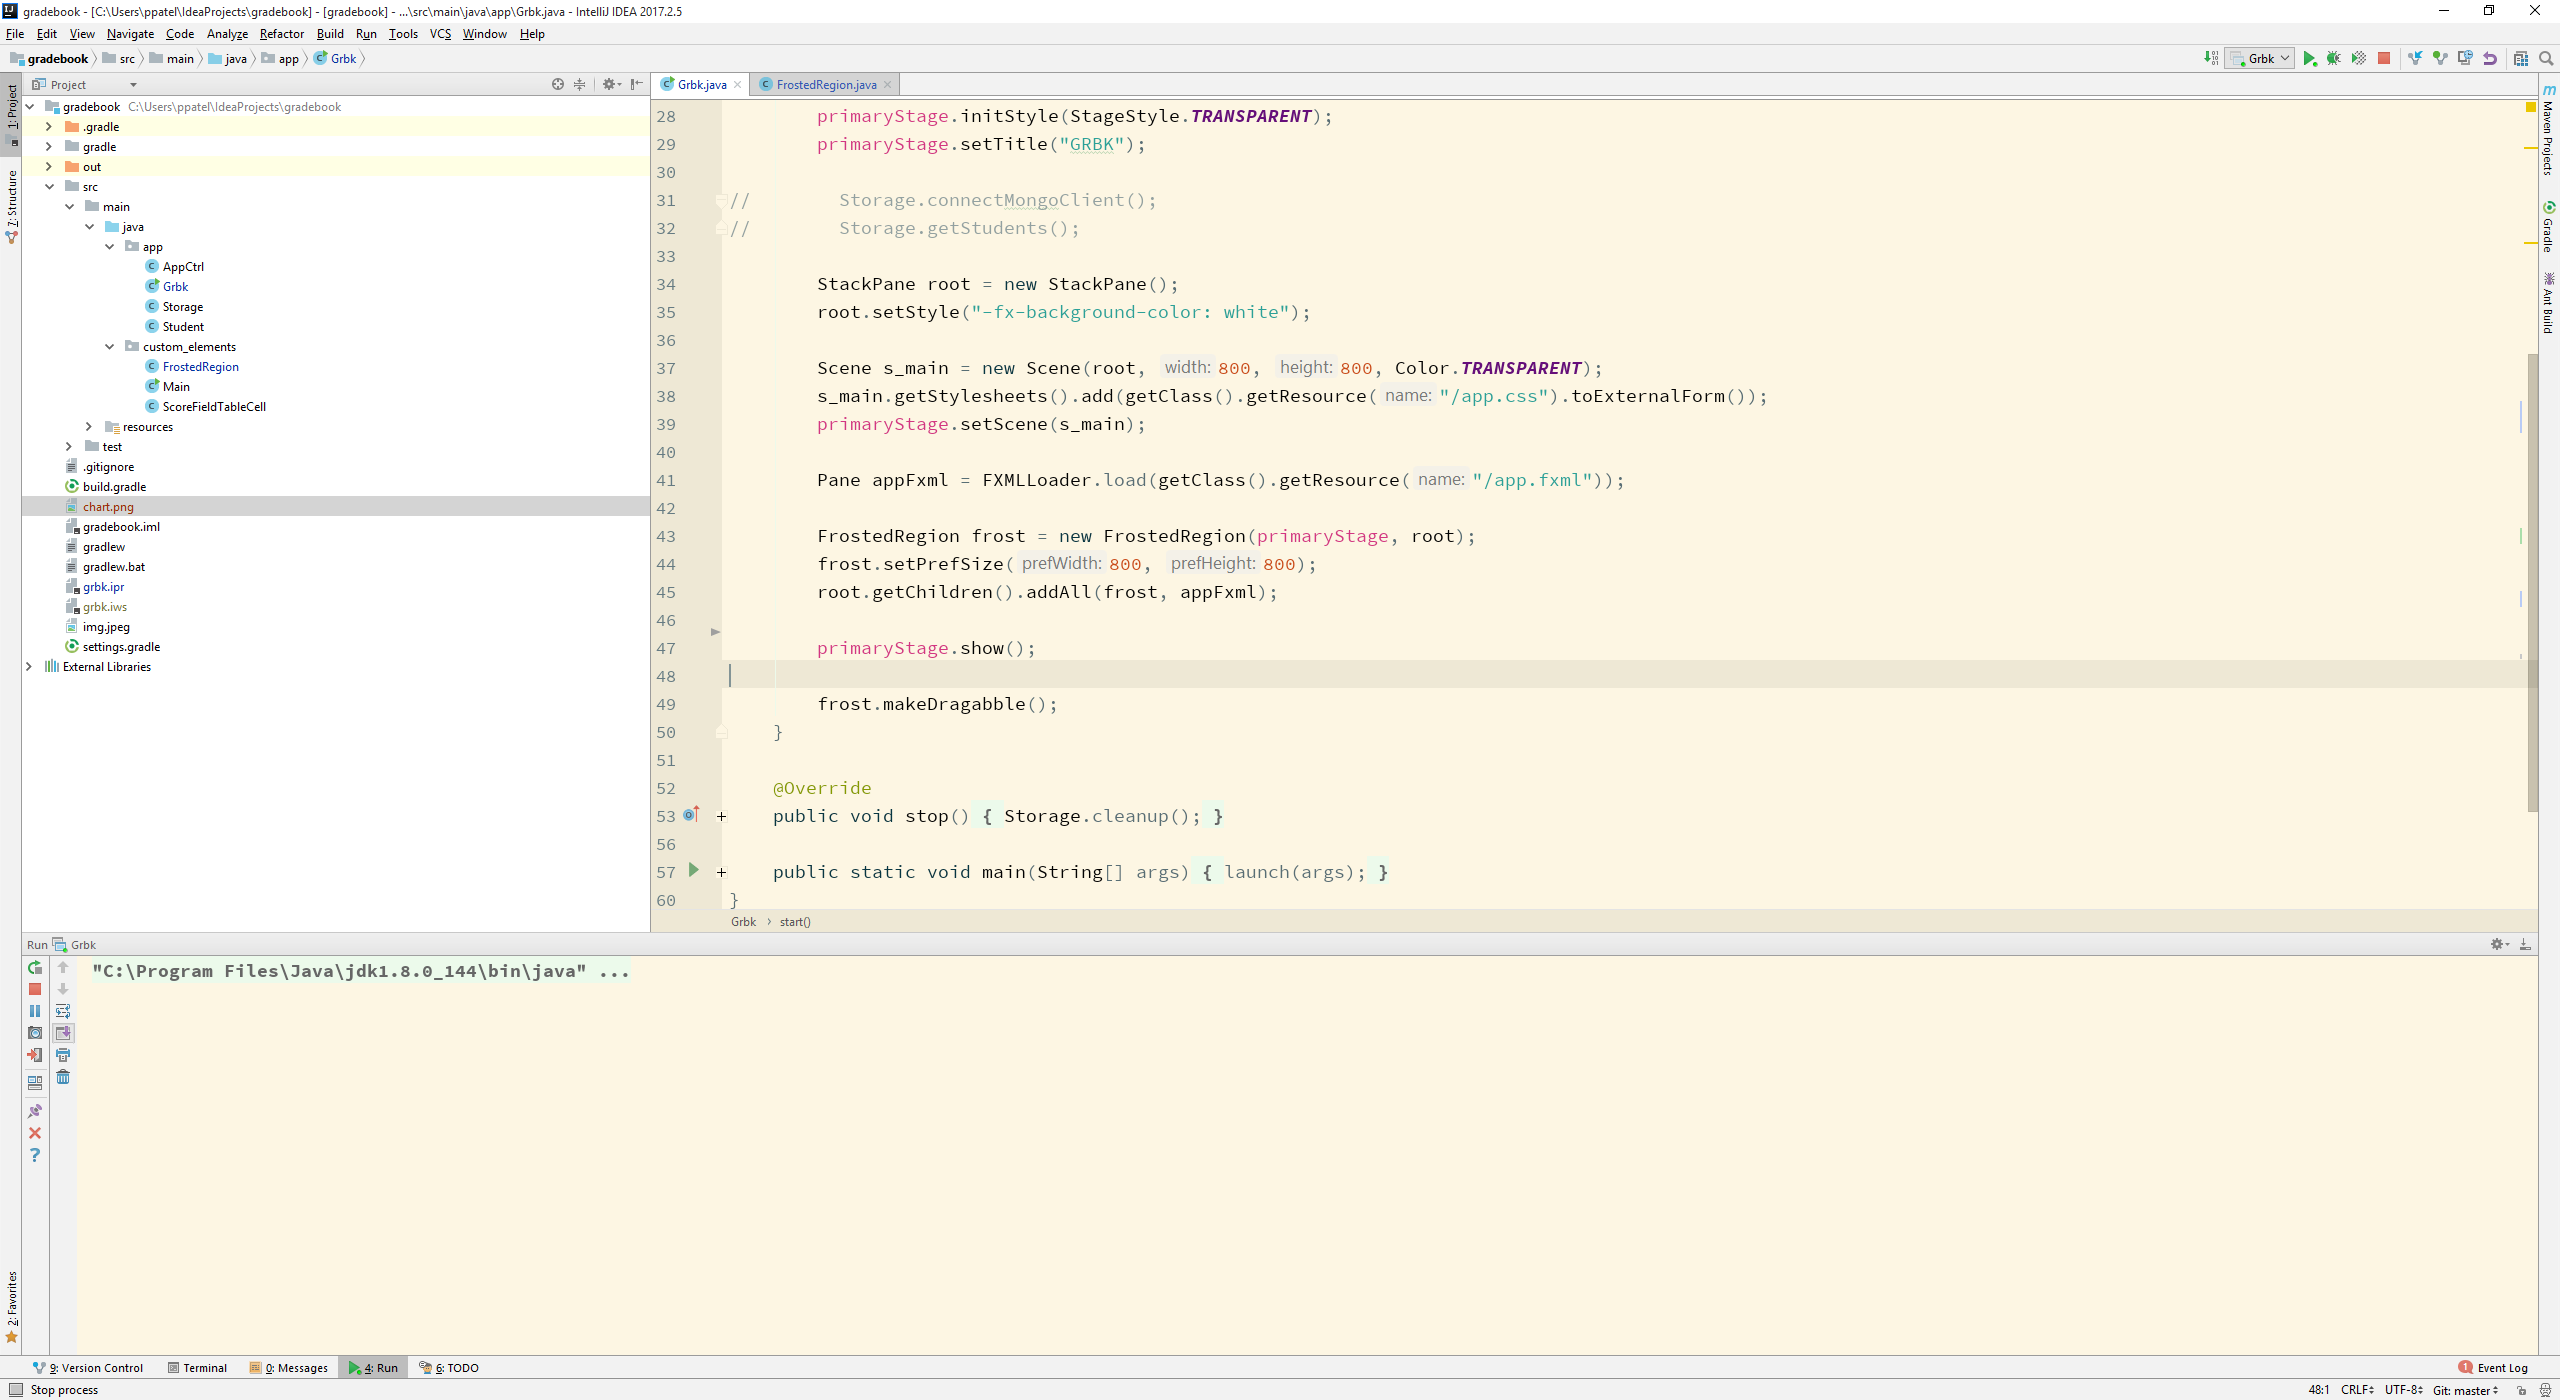 gradebook - [C:\Users\ppatel\IdeaProjects\gradebook] - [gradebook] - ...\src\main\java\app\Grbk.java - IntelliJ IDEA 2017.2.5
File Edit View Navigate Code Analyze Refactor Build Run Tools VCS Window Help
gradebook src main java app Grbk
Grbk
Project
1: Project
7: Structure
2: Favorites
gradebook C:\Users\ppatel\IdeaProjects\gradebook
.gradle
gradle
out
src
main
java
app
AppCtrl
Grbk
Storage
Student
custom_elements
FrostedRegion
Main
ScoreFieldTableCell
resources
test
.gitignore
build.gradle
chart.png
gradebook.iml
gradlew
gradlew.bat
grbk.ipr
grbk.iws
img.jpeg
settings.gradle
External Libraries
Grbk.java FrostedRegion.java
28 primaryStage.initStyle(StageStyle.TRANSPARENT);
29 primaryStage.setTitle("GRBK");
30
31 // Storage.connectMongoClient();
32 // Storage.getStudents();
33
34 StackPane root = new StackPane();
35 root.setStyle("-fx-background-color: white");
36
37 Scene s_main = new Scene(root, width: 800, height: 800, Color.TRANSPARENT);
38 s_main.getStylesheets().add(getClass().getResource( name: "/app.css").toExternalForm());
39 primaryStage.setScene(s_main);
40
41 Pane appFxml = FXMLLoader.load(getClass().getResource( name: "/app.fxml"));
42
43 FrostedRegion frost = new FrostedRegion(primaryStage, root);
44 frost.setPrefSize( prefWidth: 800, prefHeight: 800);
45 root.getChildren().addAll(frost, appFxml);
46
47 primaryStage.show();
48
49 frost.makeDragabble();
50 }
51
52 @Override
53 public void stop() { Storage.cleanup(); }
56
57 public static void main(String[] args) { launch(args); }
60 }
Grbk start()
Maven Projects
Gradle
Ant Build
Run Grbk
"C:\Program Files\Java\jdk1.8.0_144\bin\java" ...
9: Version Control Terminal 0: Messages 4: Run 6: TODO 1 Event Log
Stop process 48:1 CRLF UTF-8 Git: master